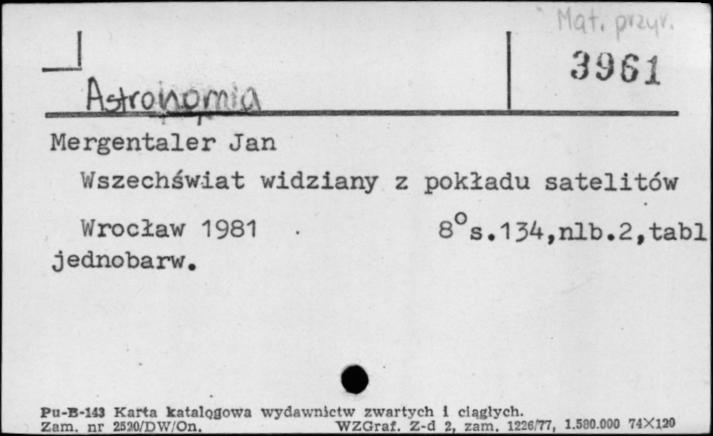 Mat. przyr.
3961
Astronomia
Mergentaler Jan
Wszechświat widziany z pokładu satelitów
Wrocław 1981 8°s.134,nlb.2,tabl
jednobarw.
Pu-B-143 Karta katalogowa wydawnictw zwartych i ciągłych.
Zam. nr 2520/DW/On. WZGraf. Z-d 2, zam. 1226/77, 1.580.000 74X120